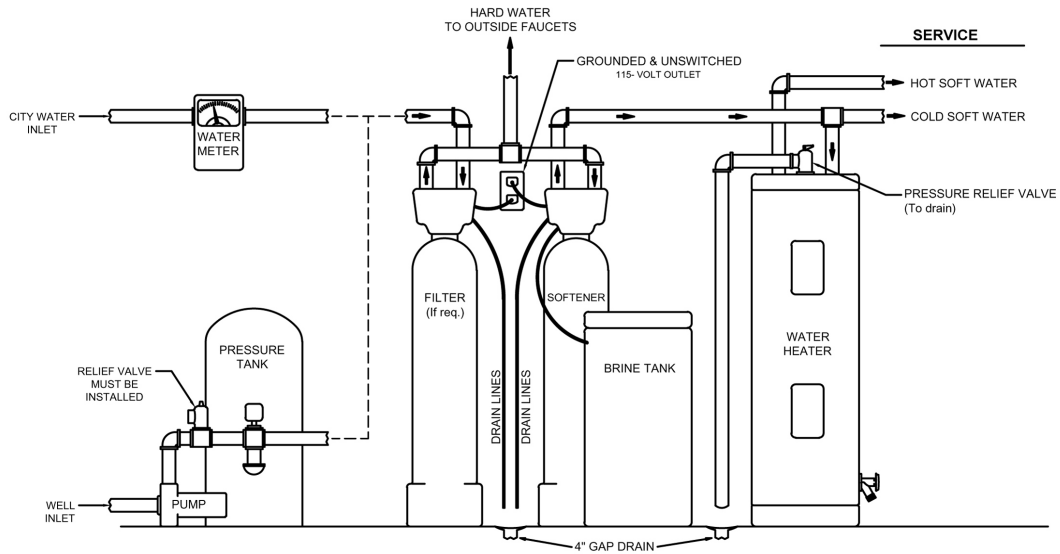 HARD WATER
TO OUTSIDE FAUCETS
SERVICE
GROUNDED & UNSWITCHED
115- VOLT OUTLET
HOT SOFT WATER
CITY WATER
INLET
WATER
METER
COLD SOFT WATER
PRESSURE RELIEF VALVE
(To drain)
FILTER
(If req.)
SOFTENER
PRESSURE
TANK
WATER
HEATER
RELIEF VALVE
MUST BE
INSTALLED
BRINE TANK
DRAIN LINES
DRAIN LINES
WELL
INLET
PUMP
4" GAP DRAIN